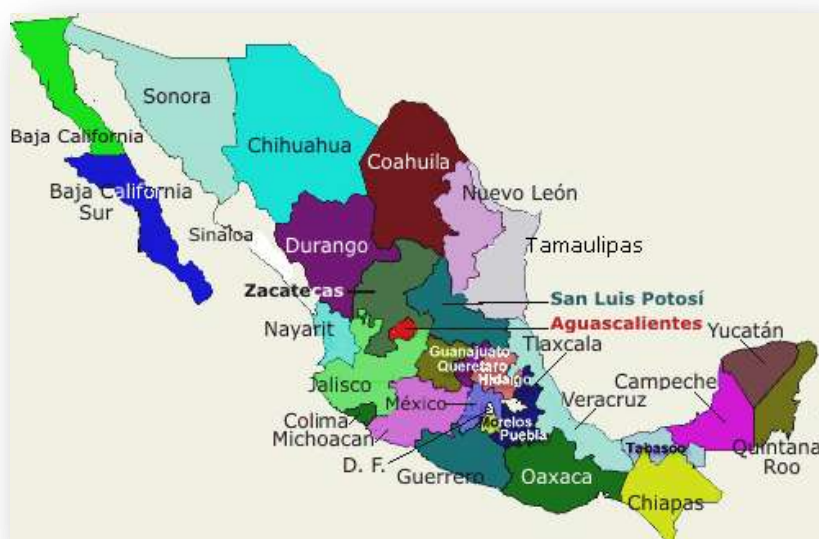 Sonora
Baja California
Chihuahua
Coahuila
Baja California
Sur
Nuevo León
Sinaloa
Durango
Tamaulipas
Zacatecas
San Luis Potosí
Nayarit
Aguascalientes
Tlaxcala
Yucatán
Guanajuato
Querétaro
Hidalgo
Jalisco
Campeche
México
Veracruz
Colima
Michoacan
Morelos
Puebla
Tabasco
Quintana
Roo
D. F.
Guerrero
Oaxaca
Chiapas